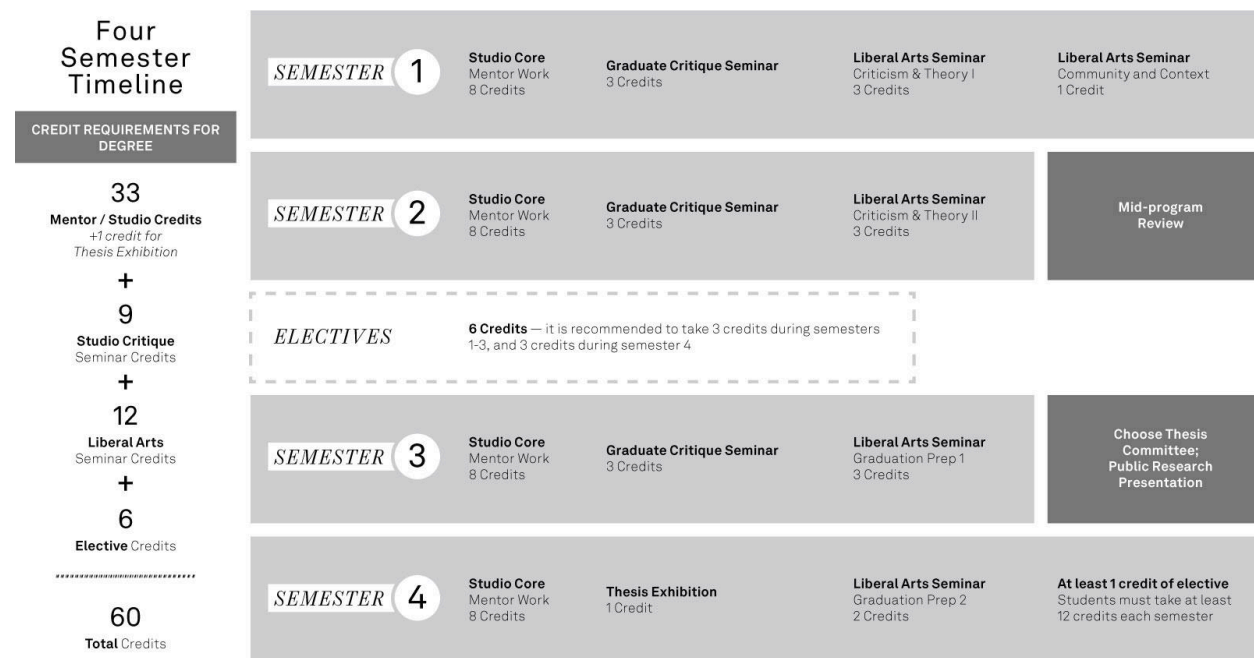 Four
Semester
Timeline
CREDIT REQUIREMENTS FOR
DEGREE
33
Mentor / Studio Credits
+1 credit for
Thesis Exhibition
+
9
Studio Critique
Seminar Credits
+
12
Liberal Arts
Seminar Credits
+
6
Elective Credits
60
Total Credits
SEMESTER 1
Studio Core
Mentor Work
8 Credits
Graduate Critique Seminar
3 Credits
Liberal Arts Seminar
Criticism & Theory I
3 Credits
Liberal Arts Seminar
Community and Context
1 Credit
SEMESTER 2
Studio Core
Mentor Work
8 Credits
Graduate Critique Seminar
3 Credits
Liberal Arts Seminar
Criticism & Theory II
3 Credits
Mid-program
Review
ELECTIVES
6 Credits — it is recommended to take 3 credits during semesters
1-3, and 3 credits during semester 4
SEMESTER 3
Studio Core
Mentor Work
8 Credits
Graduate Critique Seminar
3 Credits
Liberal Arts Seminar
Graduation Prep 1
3 Credits
Choose Thesis
Committee;
Public Research
Presentation
SEMESTER 4
Studio Core
Mentor Work
8 Credits
Thesis Exhibition
1 Credit
Liberal Arts Seminar
Graduation Prep 2
2 Credits
At least 1 credit of elective
Students must take at least
12 credits each semester